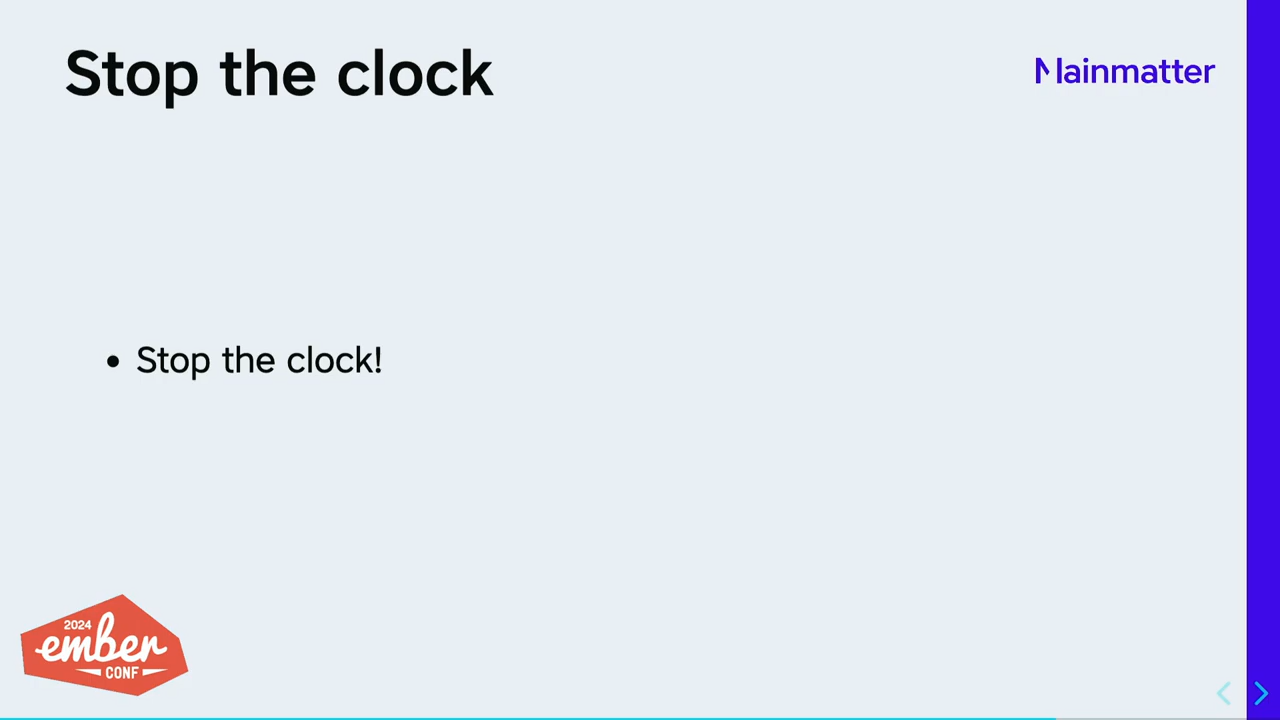 Stop the clock
Mainmatter
• Stop the clock!
2024
ember
CONF